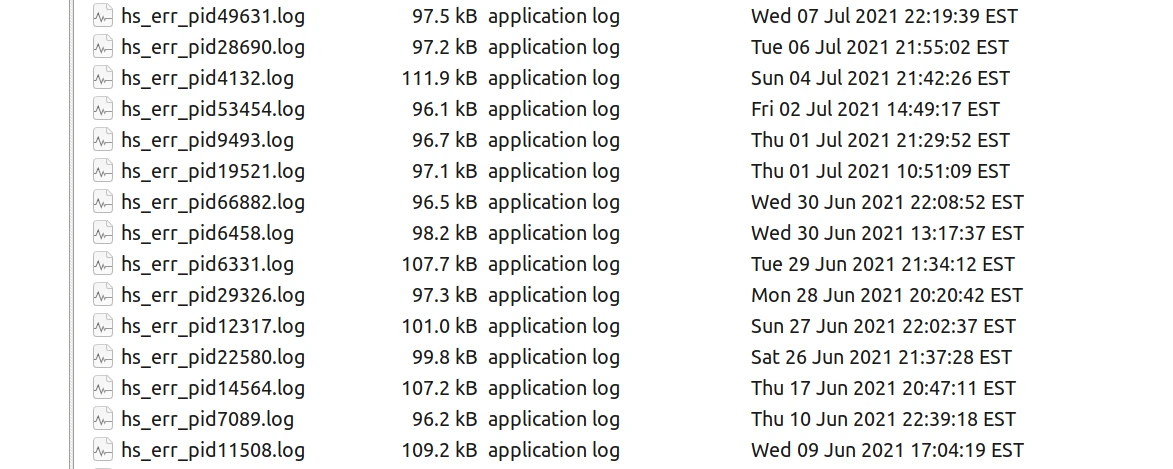 hs_err_pid49631.log 97.5 kB application log Wed 07 Jul 2021 22:19:39 EST
hs_err_pid28690.log 97.2 kB application log Tue 06 Jul 2021 21:55:02 EST
hs_err_pid4132.log 111.9 kB application log Sun 04 Jul 2021 21:42:26 EST
hs_err_pid53454.log 96.1 kB application log Fri 02 Jul 2021 14:49:17 EST
hs_err_pid9493.log 96.7 kB application log Thu 01 Jul 2021 21:29:52 EST
hs_err_pid19521.log 97.1 kB application log Thu 01 Jul 2021 10:51:09 EST
hs_err_pid66882.log 96.5 kB application log Wed 30 Jun 2021 22:08:52 EST
hs_err_pid6458.log 98.2 kB application log Wed 30 Jun 2021 13:17:37 EST
hs_err_pid6331.log 107.7 kB application log Tue 29 Jun 2021 21:34:12 EST
hs_err_pid29326.log 97.3 kB application log Mon 28 Jun 2021 20:20:42 EST
hs_err_pid12317.log 101.0 kB application log Sun 27 Jun 2021 22:02:37 EST
hs_err_pid22580.log 99.8 kB application log Sat 26 Jun 2021 21:37:28 EST
hs_err_pid14564.log 107.2 kB application log Thu 17 Jun 2021 20:47:11 EST
hs_err_pid7089.log 96.2 kB application log Thu 10 Jun 2021 22:39:18 EST
hs_err_pid11508.log 109.2 kB application log Wed 09 Jun 2021 17:04:19 EST